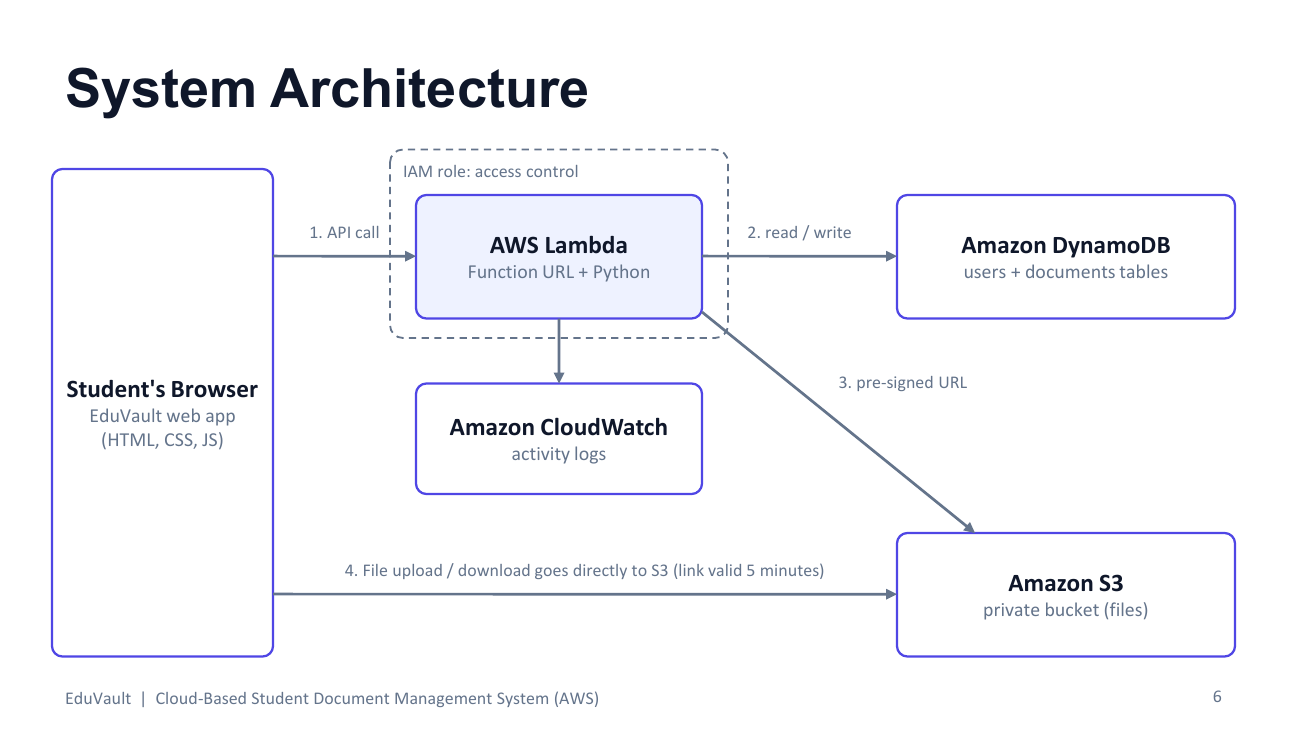 System Architecture
IAM role: access control
1. API call
AWS Lambda
Function URL + Python
2. read / write
Amazon DynamoDB
users + documents tables
Student's Browser
EduVault web app
(HTML, CSS, JS)
3. pre-signed URL
Amazon CloudWatch
activity logs
4. File upload / download goes directly to S3 (link valid 5 minutes)
Amazon S3
private bucket (files)
EduVault | Cloud-Based Student Document Management System (AWS)
6